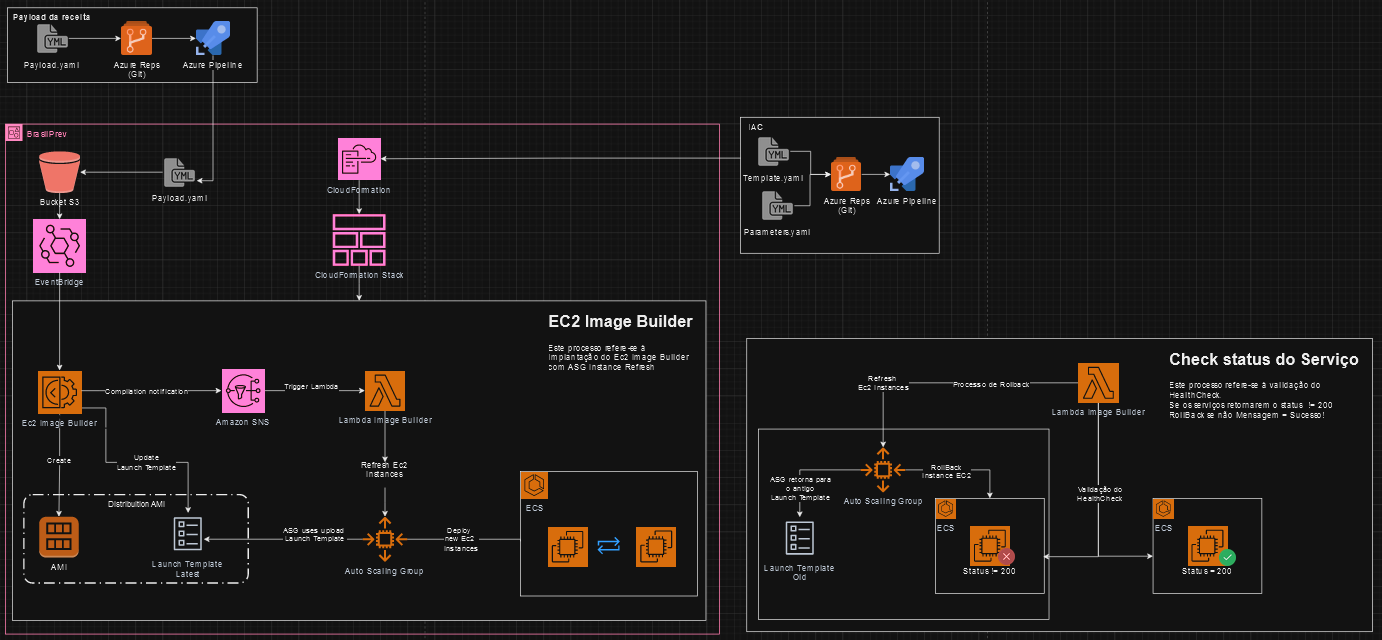 Payload da receita
YML
Payload.yaml
Azure Reps
(Git)
Azure Pipeline
BrasilPrev
Bucket S3
YML
Payload.yaml
EventBridge
CloudFormation
CloudFormation Stack
IAC
YML
Template.yaml
YML
Parameters.yaml
Azure Reps
(Git)
Azure Pipeline
EC2 Image Builder
Este processo refere-se à
implantação do Ec2 Image Builder
com ASG Instance Refresh
Ec2 Image Builder
Compilation notification
Amazon SNS
Trigger Lambda
Lambda Image Builder
Create
Update
Launch Template
Refresh Ec2
Instances
Distribution AMI
AMI
Launch Template
Latest
ASG uses upload
Launch Template
Auto Scaling Group
Deploy
new Ec2
Instances
ECS
Check status do Serviço
Este processo refere-se à validação do
HealthCheck.
Se os serviços retornarem o status != 200
RollBack se não Mensagem = Sucesso!
Refresh
Ec2 Instances
Processo de Rollback
Lambda Image Builder
ASG retorna para
o antigo
Launch Template
Auto Scaling Group
RollBack
Instance EC2
Validação do
HealthCheck
Launch Template
Old
ECS
Status != 200
ECS
Status = 200